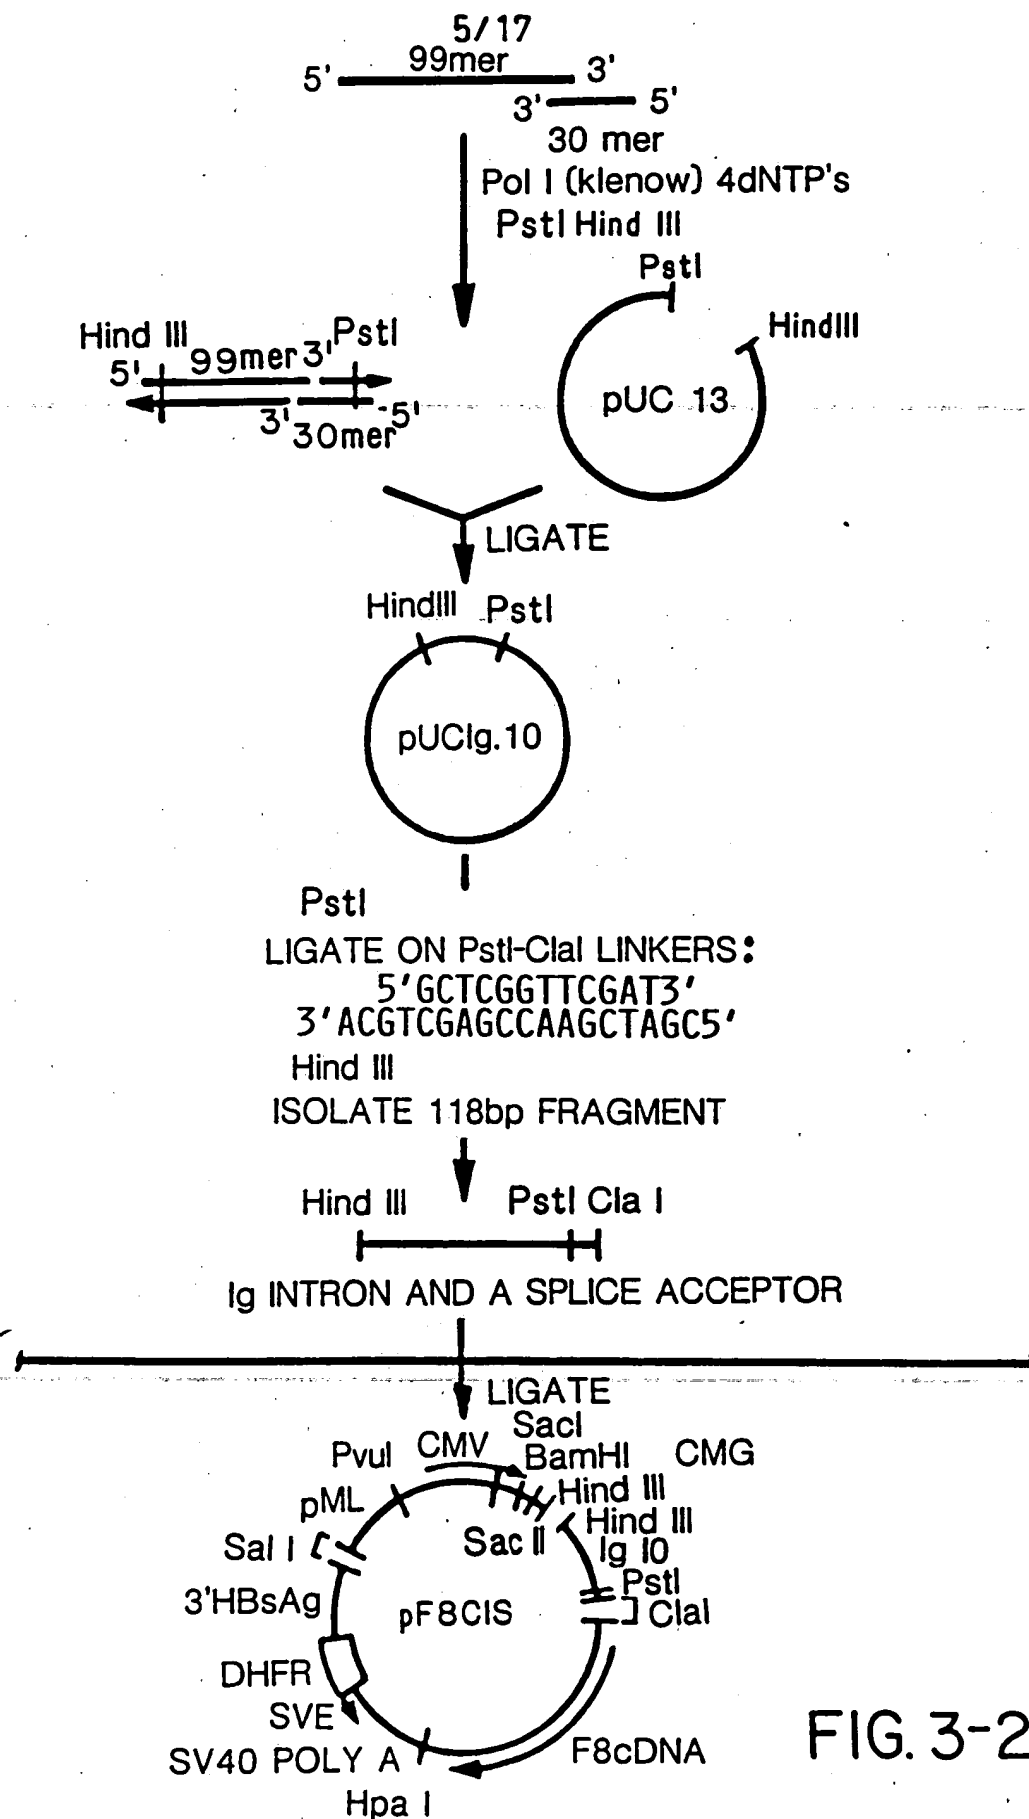 5/17
99mer
5' 3'
3' 5'
30 mer
Pol I (klenow) 4dNTP's
PstI Hind III
PstI
HindIII
pUC 13
Hind III PstI
5' 99mer 3'
3' 30mer -5'
LIGATE
HindIII PstI
pUCIg.10
PstI
LIGATE ON PstI-ClaI LINKERS:
5'GCTCGGTTCGAT3'
3'ACGTCGAGCCAAGCTAGC5'
Hind III
ISOLATE 118bp FRAGMENT
Hind III PstI Cla I
Ig INTRON AND A SPLICE ACCEPTOR
LIGATE
SacI
PvuI CMV BamHI CMG
pML Hind III
Sal I Sac II Hind III
Ig 10
PstI
3'HBsAg pF8CIS ClaI
DHFR
SVE
SV40 POLY A F8cDNA
Hpa I
FIG. 3-2